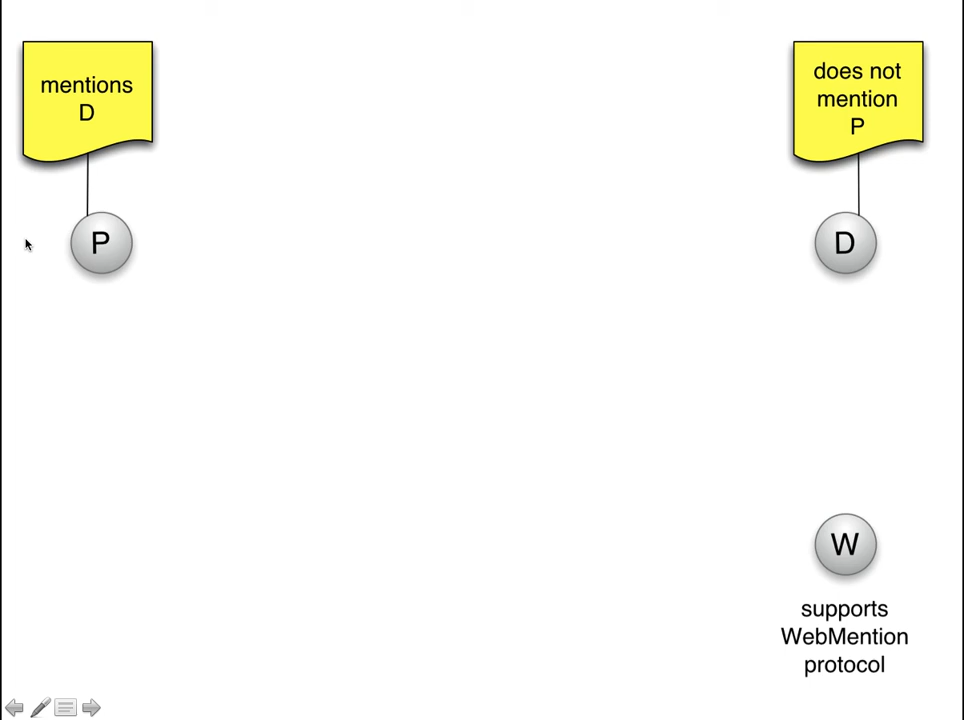 mentions
D
does not
mention
P
P
D
W
supports
WebMention
protocol